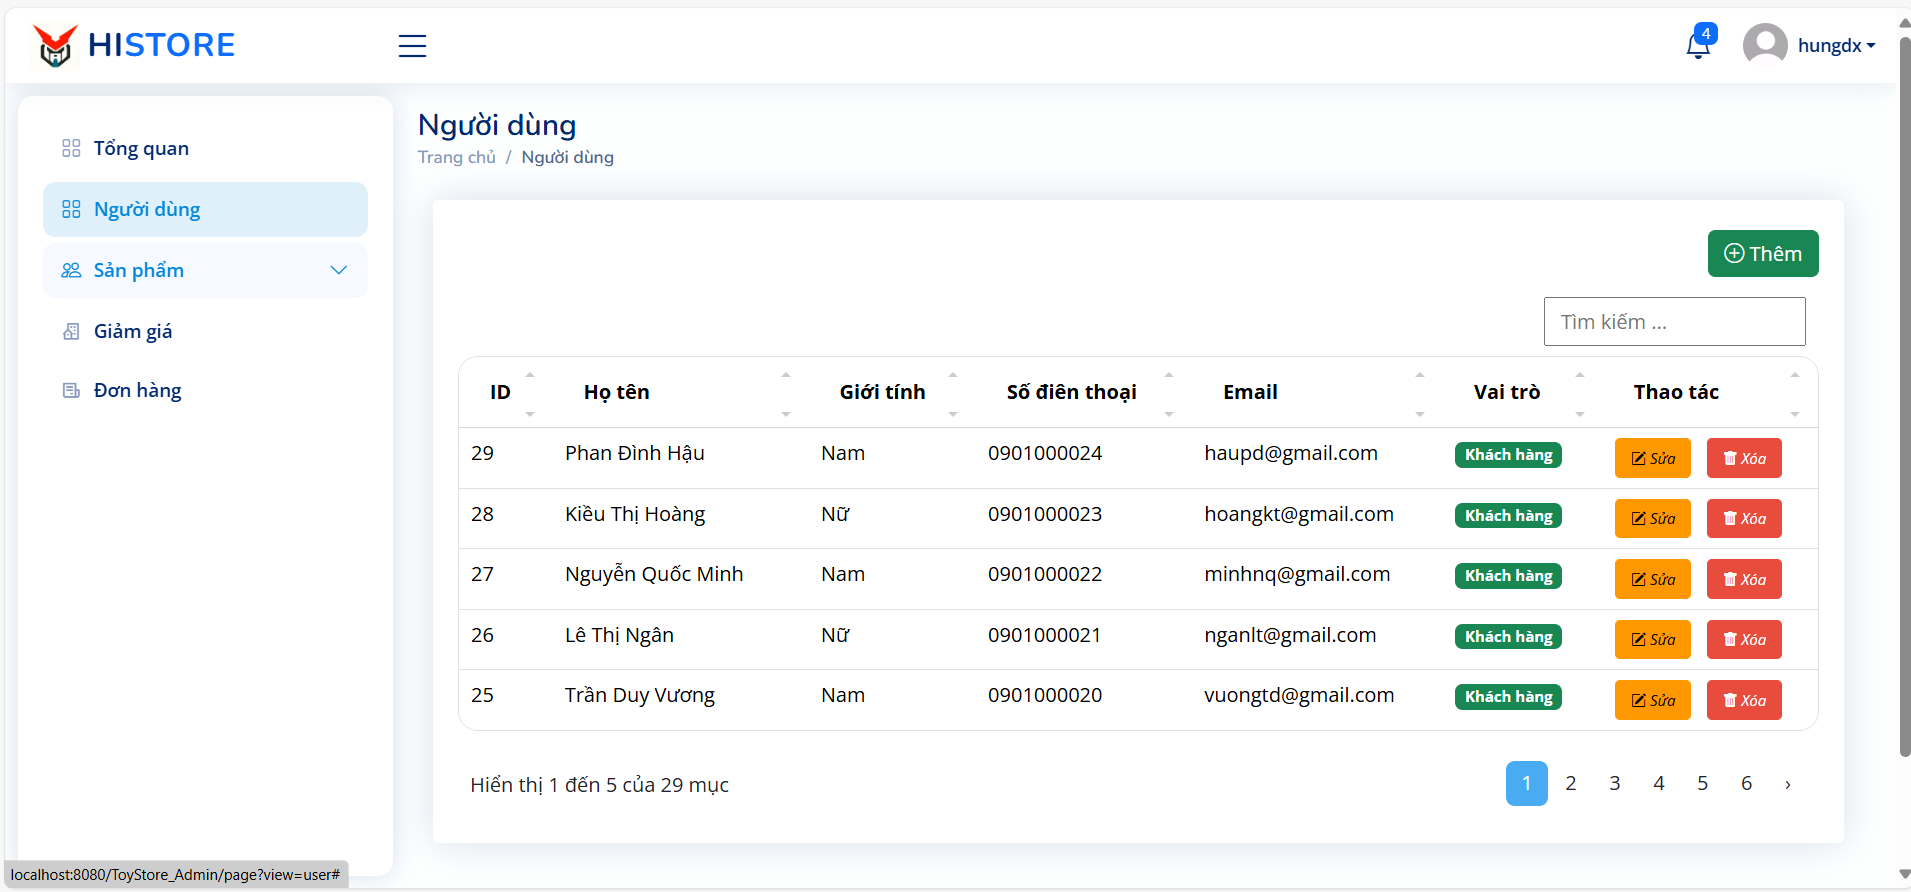 HISTORE
4
hungdx
Tổng quan
Người dùng
Sản phẩm
Giảm giá
Đơn hàng
Người dùng
Trang chủ / Người dùng
Thêm
Tìm kiếm ...
ID Họ tên Giới tính Số điên thoại Email Vai trò Thao tác
29 Phan Đình Hậu Nam 0901000024 haupd@gmail.com Khách hàng Sửa Xóa
28 Kiều Thị Hoàng Nữ 0901000023 hoangkt@gmail.com Khách hàng Sửa Xóa
27 Nguyễn Quốc Minh Nam 0901000022 minhnq@gmail.com Khách hàng Sửa Xóa
26 Lê Thị Ngân Nữ 0901000021 nganlt@gmail.com Khách hàng Sửa Xóa
25 Trần Duy Vương Nam 0901000020 vuongtd@gmail.com Khách hàng Sửa Xóa
Hiển thị 1 đến 5 của 29 mục
1 2 3 4 5 6 ›
localhost:8080/ToyStore_Admin/page?view=user#